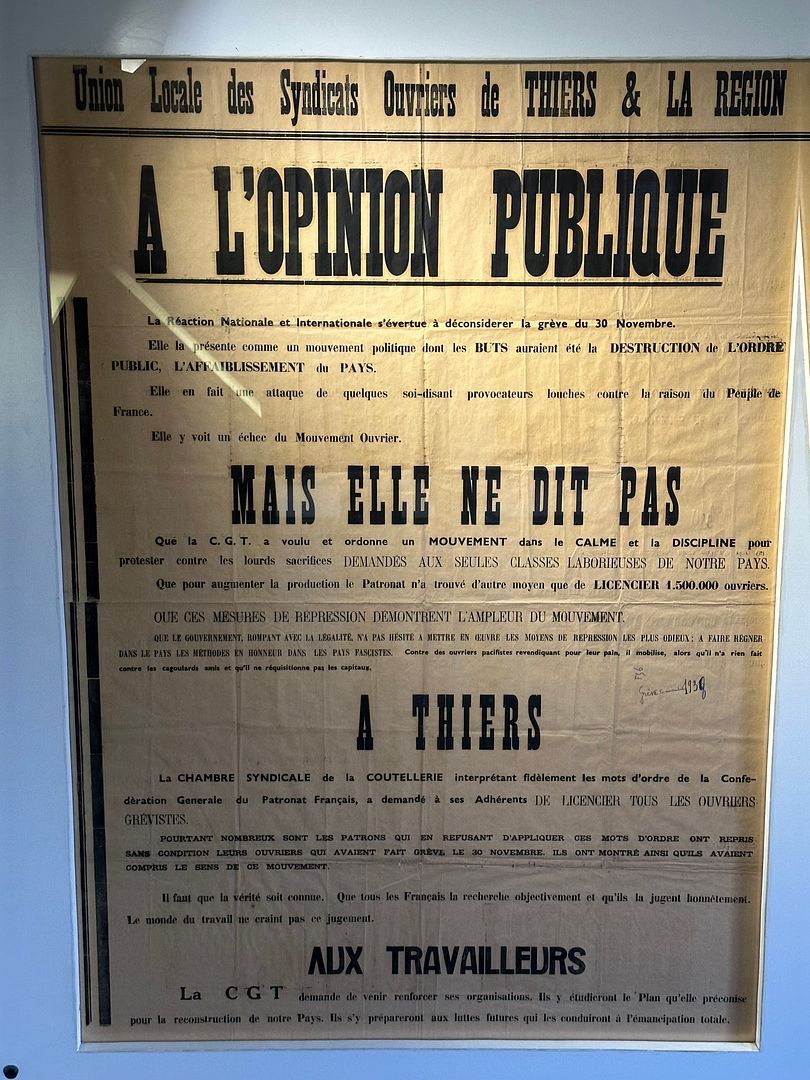 Union Locale des Syndicats Ouvriers de THIERS & LA REGION
A L'OPINION PUBLIQUE
La Réaction Nationale et Internationale s'évertue à déconsiderer la grève du 30 Novembre.
Elle la présente comme un mouvement politique dont les BUTS auraient été la DESTRUCTION de L'ORDRE
PUBLIC, L'AFFAIBLISSEMENT du PAYS.
Elle en fait une attaque de quelques soi-disant provocateurs louches contre la raison du Peuple de
France.
Elle y voit un échec du Mouvement Ouvrier.
MAIS ELLE NE DIT PAS
Que la C. G. T. a voulu et ordonne un MOUVEMENT dans le CALME et la DISCIPLINE pour
protester contre les lourds sacrifices DEMANDÉS AUX SEULES CLASSES LABORIEUSES DE NOTRE PAYS.
Que pour augmenter la production le Patronat n'a trouvé d'autre moyen que de LICENCIER 1.500.000 ouvriers.
QUE CES MESURES DE RÉPRESSION DÉMONTRENT L'AMPLEUR DU MOUVEMENT.
QUE LE GOUVERNEMENT, ROMPANT AVEC LA LÉGALITÉ, N'A PAS HÉSITÉ A METTRE EN ŒUVRE LES MOYENS DE REPRESSION LES PLUS ODIEUX ; A FAIRE RÉGNER
DANS LE PAYS LES MÉTHODES EN HONNEUR DANS LES PAYS FASCISTES. Contre des ouvriers pacifistes revendiquant pour leur pain, il mobilise, alors qu'il n'a rien fait
contre les cagoulards amis et qu'il ne réquisitionne pas les capitaux.
Grève 1938
A THIERS
La CHAMBRE SYNDICALE de la COUTELLERIE interprétant fidèlement les mots d'ordre de la Confe-
dèration Generale du Patronat Français, a demandé à ses Adhérents DE LICENCIER TOUS LES OUVRIERS
GRÉVISTES.
POURTANT NOMBREUX SONT LES PATRONS QUI EN REFUSANT D'APPLIQUER CES MOTS D'ORDRE ONT REPRIS
SANS CONDITION LEURS OUVRIERS QUI AVAIENT FAIT GRÈVE LE 30 NOVEMBRE. ILS ONT MONTRÉ AINSI QUILS AVAIENT
COMPRIS LE SENS DE CE MOUVEMENT.
Il faut que la vérité soit connue. Que tous les Français la recherche objectivement et qu'ils la jugent honnêtement.
Le monde du travail ne craint pas ce jugement.
AUX TRAVAILLEURS
La CGT demande de venir renforcer ses organisations. Ils y étudieront le Plan qu'elle préconise
pour la reconstruction de notre Pays. Ils s'y prépareront aux luttes futures qui les conduiront à l'émancipation totale.